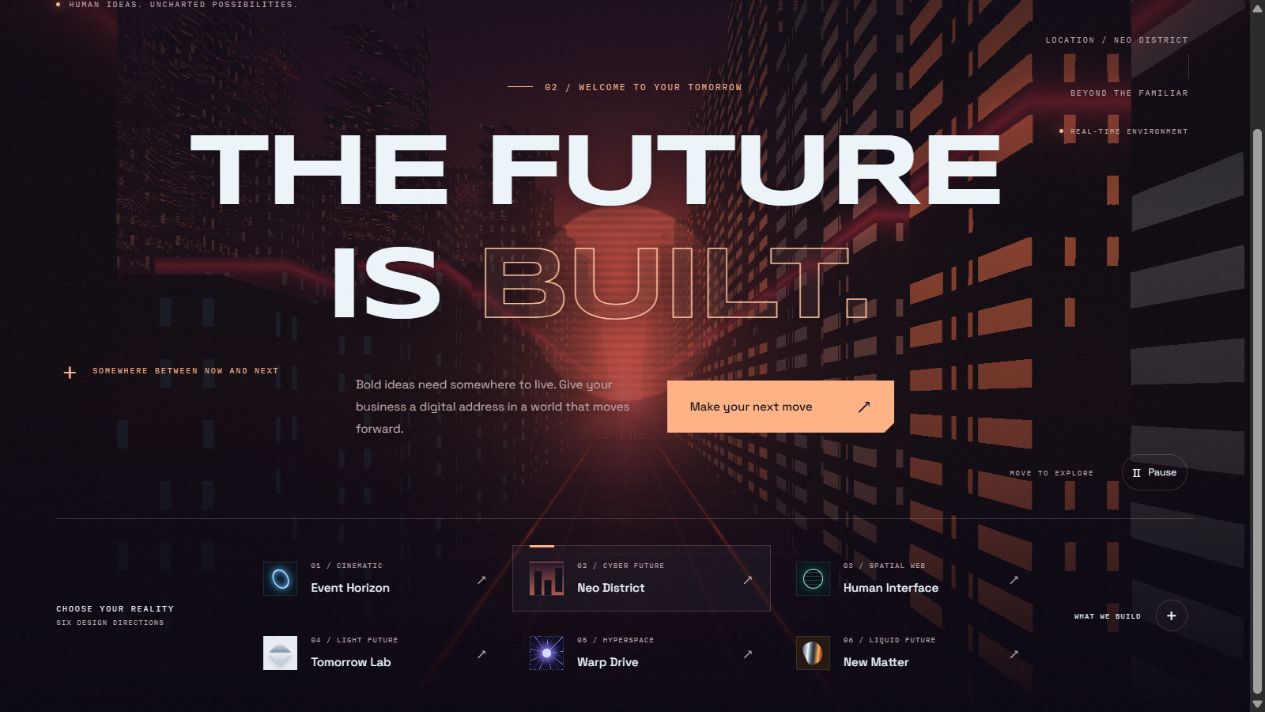 HUMAN IDEAS. UNCHARTED POSSIBILITIES.
LOCATION / NEO DISTRICT
02 / WELCOME TO YOUR TOMORROW
BEYOND THE FAMILIAR
REAL-TIME ENVIRONMENT
THE FUTURE
IS BUILT.
SOMEWHERE BETWEEN NOW AND NEXT
Bold ideas need somewhere to live. Give your
business a digital address in a world that moves
forward.
Make your next move
MOVE TO EXPLORE
Pause
CHOOSE YOUR REALITY
SIX DESIGN DIRECTIONS
01 / CINEMATIC
Event Horizon
02 / CYBER FUTURE
Neo District
03 / SPATIAL WEB
Human Interface
04 / LIGHT FUTURE
Tomorrow Lab
05 / HYPERSPACE
Warp Drive
06 / LIQUID FUTURE
New Matter
WHAT WE BUILD